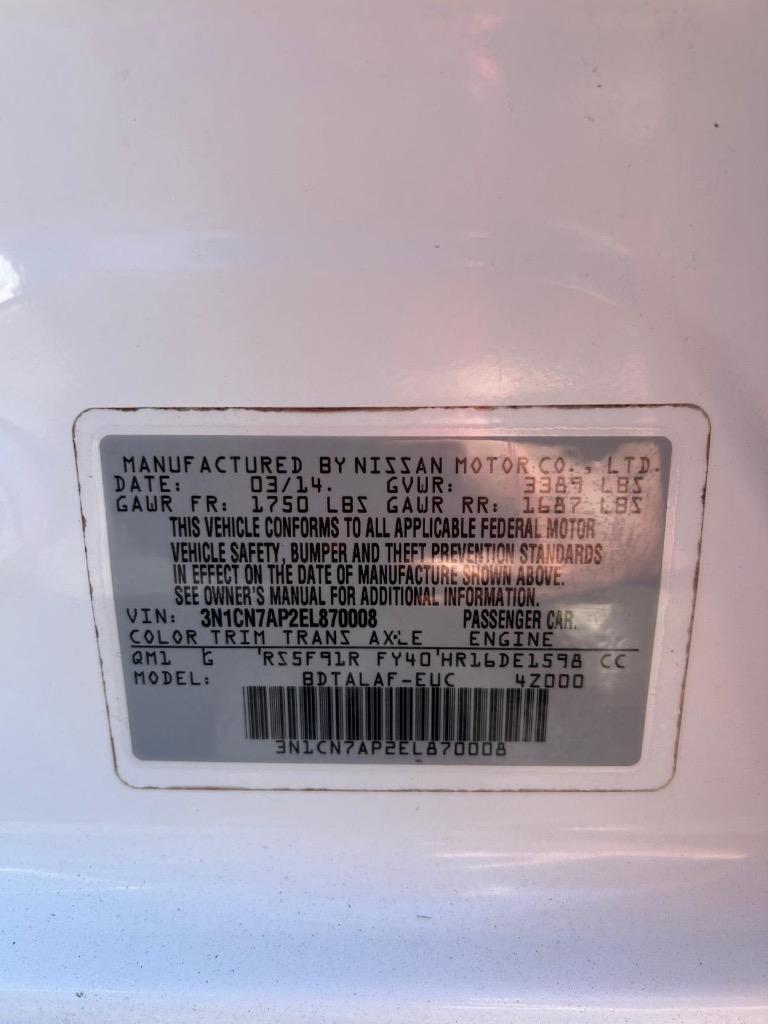 MANUFACTURED BY NISSAN MOTOR CO., LTD.
DATE: 03/14. GVWR: 3389 LBS
GAWR FR: 1750 LBS GAWR RR: 1687 LBS
THIS VEHICLE CONFORMS TO ALL APPLICABLE FEDERAL MOTOR
VEHICLE SAFETY, BUMPER AND THEFT PREVENTION STANDARDS
IN EFFECT ON THE DATE OF MANUFACTURE SHOWN ABOVE.
SEE OWNER'S MANUAL FOR ADDITIONAL INFORMATION.
VIN: 3N1CN7AP2EL870008 PASSENGER CAR.
COLOR TRIM TRANS AXLE ENGINE
QM1 G 'RS5F91R FY40'HR16DE1598 CC
MODEL: BDTALAF-EUC 4Z000
3N1CN7AP2EL870008